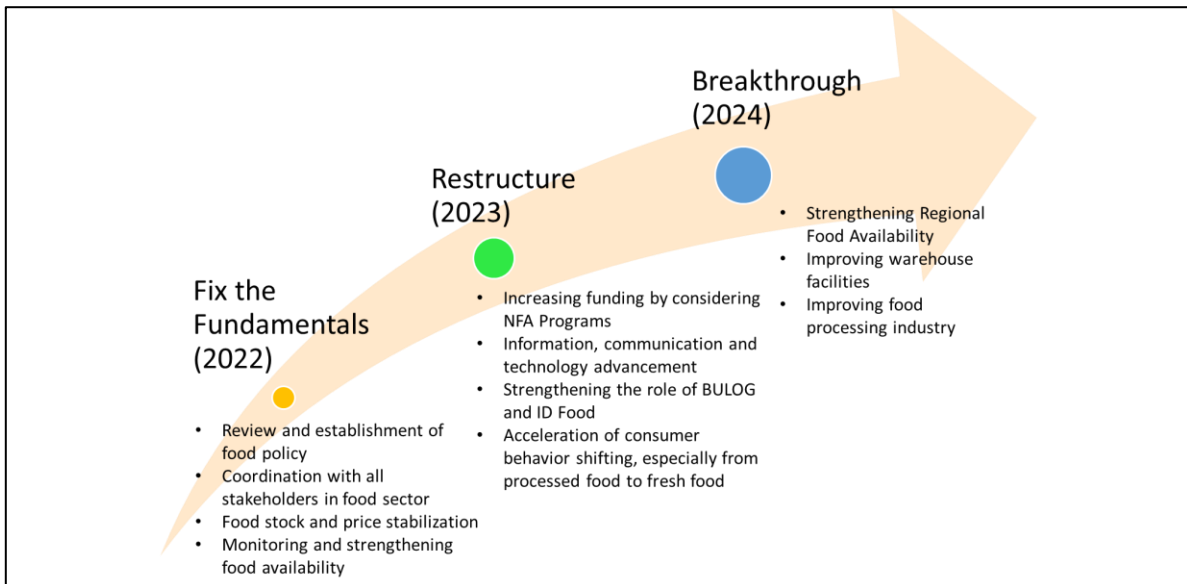 Fix the
Fundamentals
(2022)
• Review and establishment of
food policy
• Coordination with all
stakeholders in food sector
• Food stock and price stabilization
• Monitoring and strengthening
food availability
Restructure
(2023)
• Increasing funding by considering
NFA Programs
• Information, communication and
technology advancement
• Strengthening the role of BULOG
and ID Food
• Acceleration of consumer
behavior shifting, especially from
processed food to fresh food
Breakthrough
(2024)
• Strengthening Regional
Food Availability
• Improving warehouse
facilities
• Improving food
processing industry